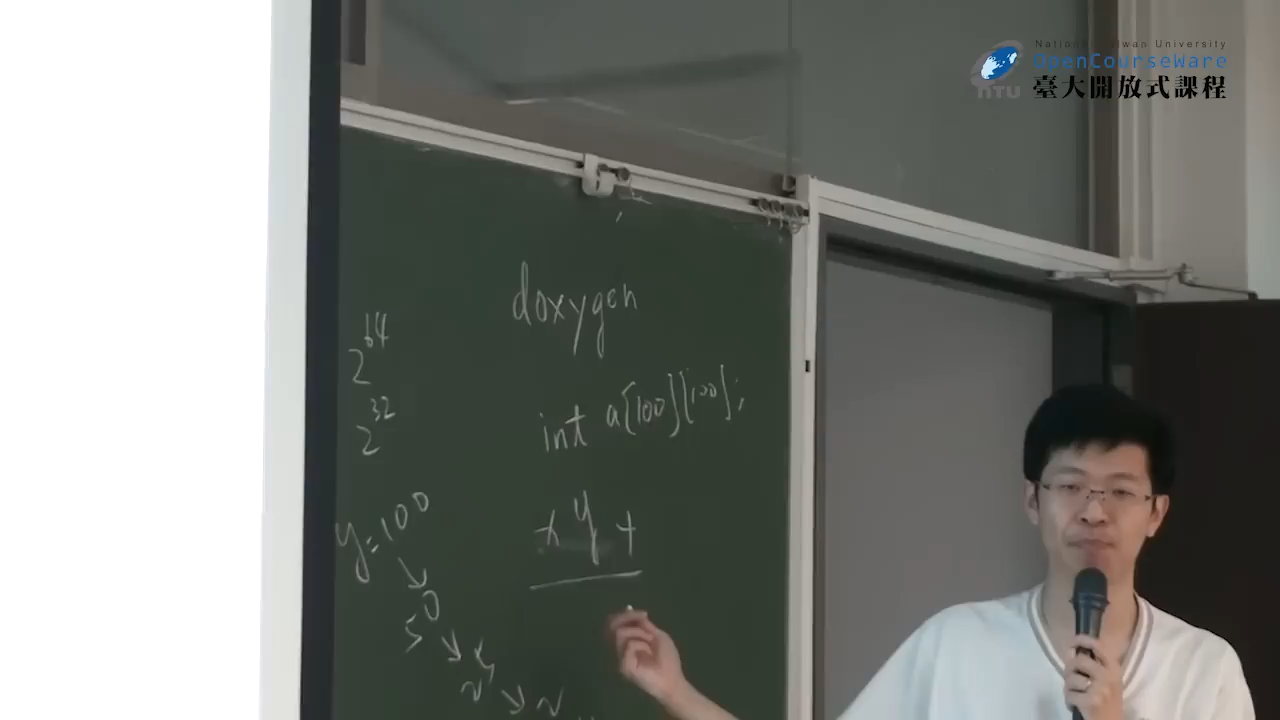 National Taiwan University
OpenCourseWare
NTU 臺大開放式課程
doxygen
2^64
int a[100][100];
2^32
y=100
x y +
50